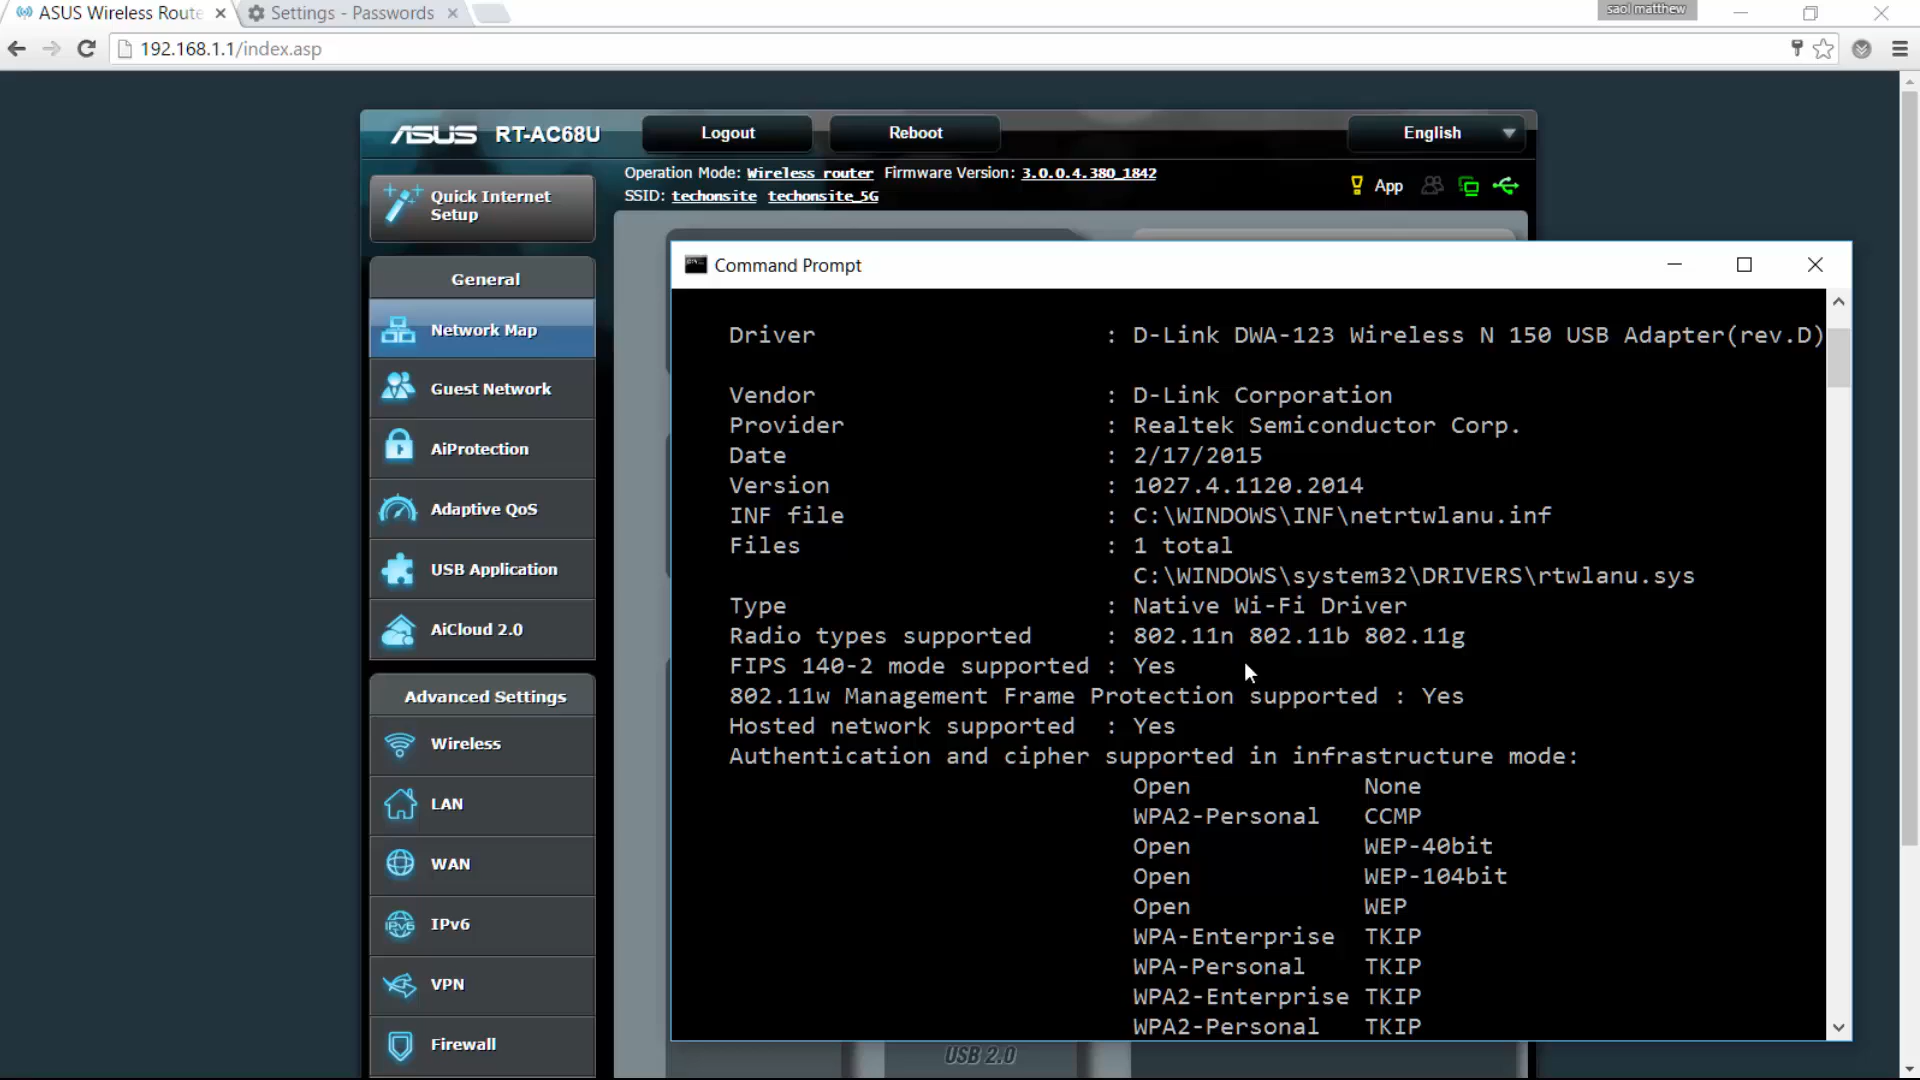 ASUS Wireless Route
Settings - Passwords
saol matthew
192.168.1.1/index.asp
ASUS RT-AC68U
Logout
Reboot
English
Operation Mode: Wireless router Firmware Version: 3.0.0.4.380_1842
SSID: techonsite techonsite_5G
App
Quick Internet
Setup
General
Network Map
Guest Network
AiProtection
Adaptive QoS
USB Application
AiCloud 2.0
Advanced Settings
Wireless
LAN
WAN
IPv6
VPN
Firewall
Command Prompt
Driver : D-Link DWA-123 Wireless N 150 USB Adapter(rev.D)
Vendor : D-Link Corporation
Provider : Realtek Semiconductor Corp.
Date : 2/17/2015
Version : 1027.4.1120.2014
INF file : C:\WINDOWS\INF\netrtwlanu.inf
Files : 1 total
C:\WINDOWS\system32\DRIVERS\rtwlanu.sys
Type : Native Wi-Fi Driver
Radio types supported : 802.11n 802.11b 802.11g
FIPS 140-2 mode supported : Yes
802.11w Management Frame Protection supported : Yes
Hosted network supported : Yes
Authentication and cipher supported in infrastructure mode:
Open None
WPA2-Personal CCMP
Open WEP-40bit
Open WEP-104bit
Open WEP
WPA-Enterprise TKIP
WPA-Personal TKIP
WPA2-Enterprise TKIP
WPA2-Personal TKIP
USB 2.0